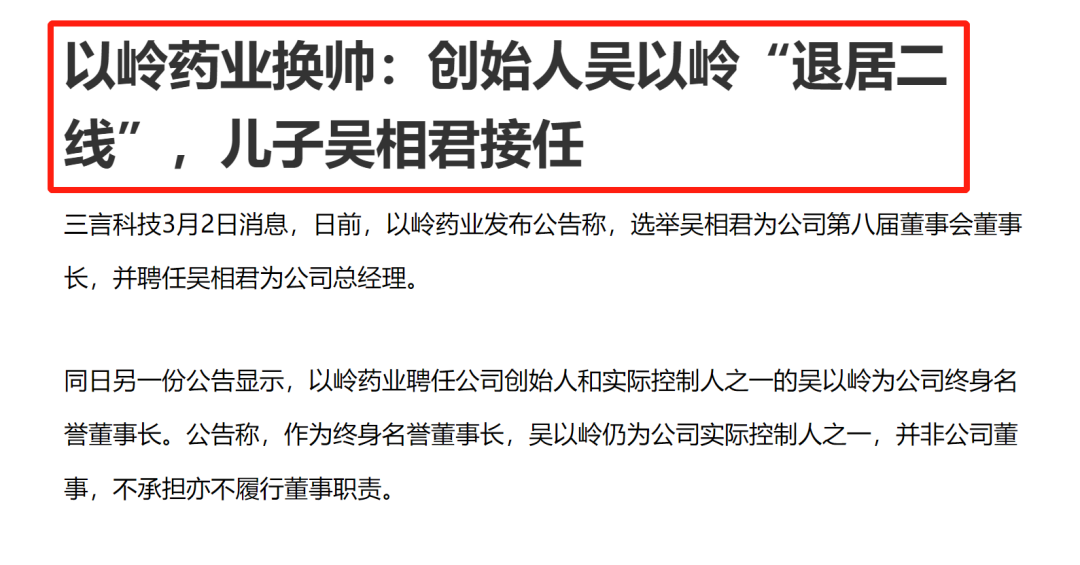 以岭药业换帅：创始人吴以岭“退居二
线”，儿子吴相君接任
三言科技3月2日消息，日前，以岭药业发布公告称，选举吴相君为公司第八届董事会董事
长，并聘任吴相君为公司总经理。
同日另一份公告显示，以岭药业聘任公司创始人和实际控制人之一的吴以岭为公司终身名
誉董事长。公告称，作为终身名誉董事长，吴以岭仍为公司实际控制人之一，并非公司董
事，不承担亦不履行董事职责。